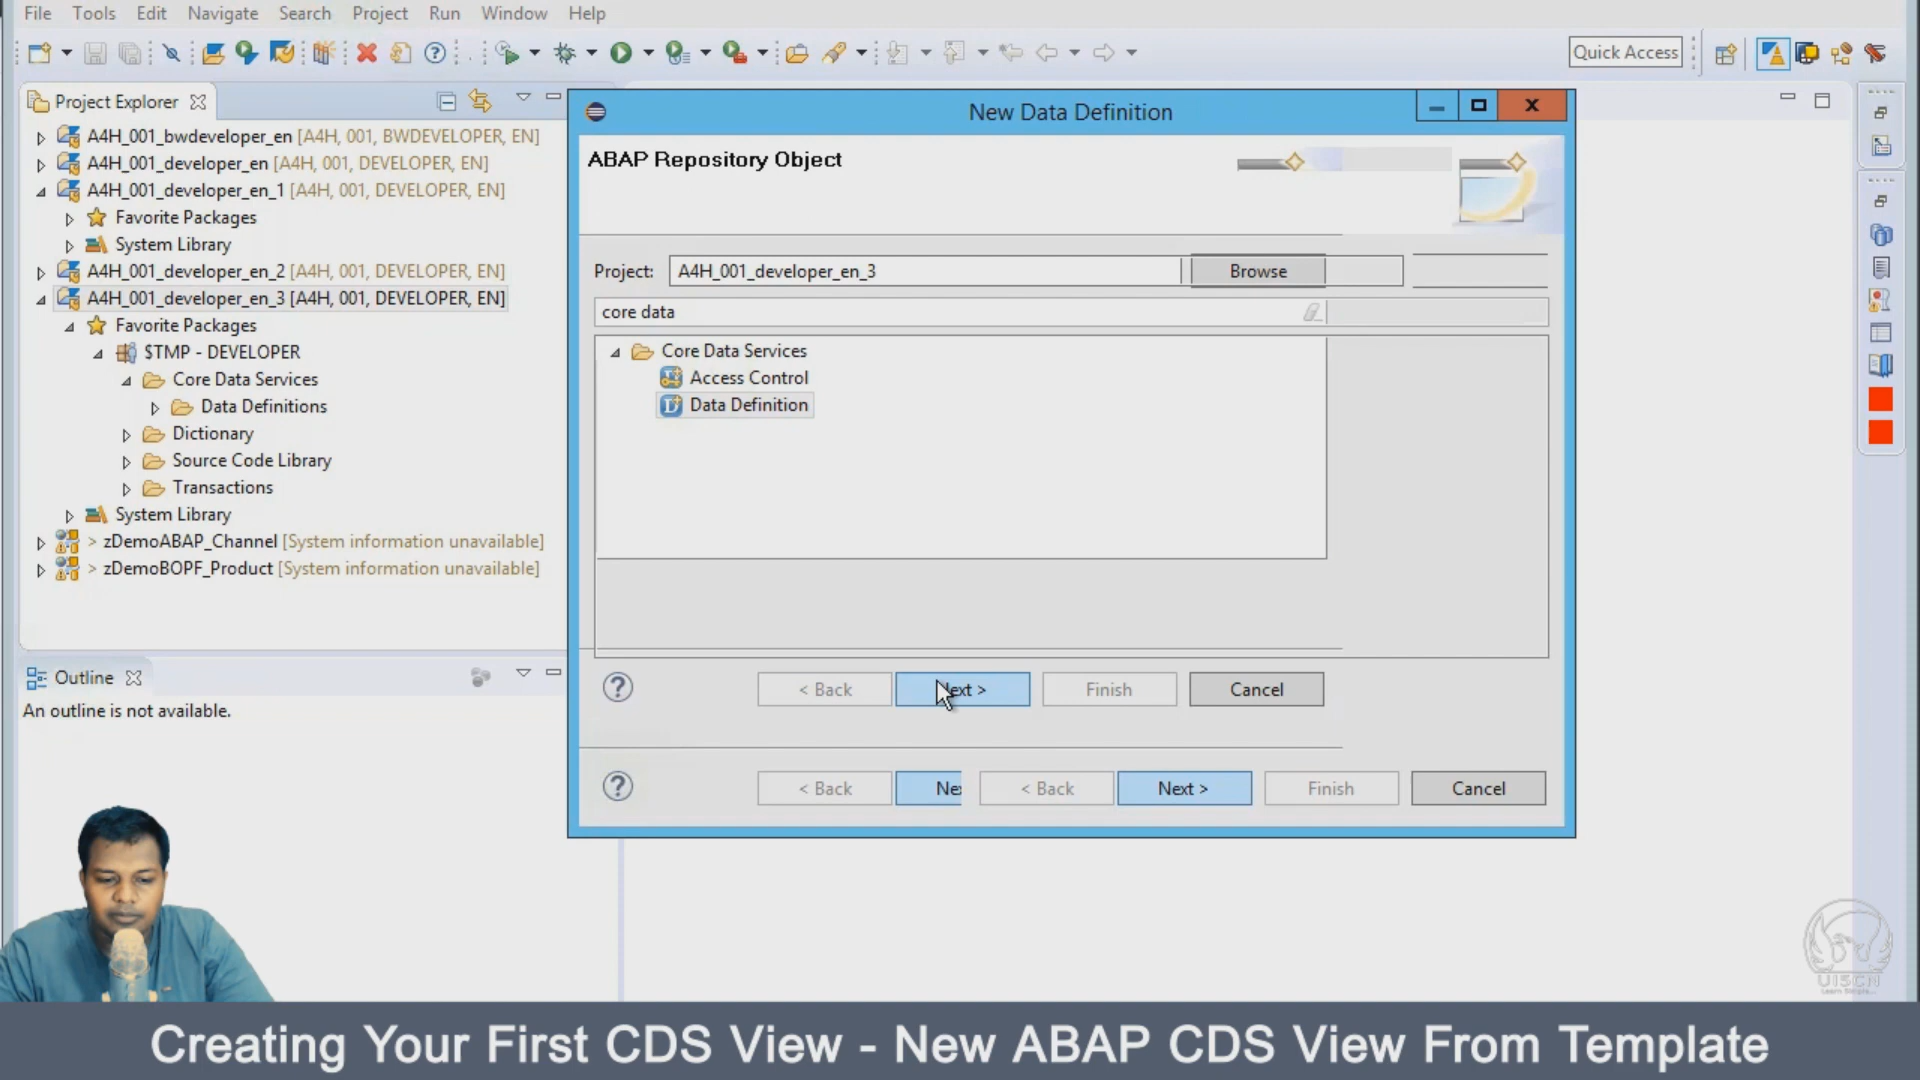 File Tools Edit Navigate Search Project Run Window Help
Quick Access
Project Explorer
A4H_001_bwdeveloper_en [A4H, 001, BWDEVELOPER, EN]
A4H_001_developer_en [A4H, 001, DEVELOPER, EN]
A4H_001_developer_en_1 [A4H, 001, DEVELOPER, EN]
Favorite Packages
System Library
A4H_001_developer_en_2 [A4H, 001, DEVELOPER, EN]
A4H_001_developer_en_3 [A4H, 001, DEVELOPER, EN]
Favorite Packages
$TMP - DEVELOPER
Core Data Services
Data Definitions
Dictionary
Source Code Library
Transactions
System Library
> zDemoABAP_Channel [System information unavailable]
> zDemoBOPF_Product [System information unavailable]
Outline
An outline is not available.
New Data Definition
ABAP Repository Object
Project: A4H_001_developer_en_3 Browse
core data
Core Data Services
Access Control
Data Definition
< Back ext > Finish Cancel
< Back Ne < Back Next > Finish Cancel
UI5CN
Creating Your First CDS View - New ABAP CDS View From Template